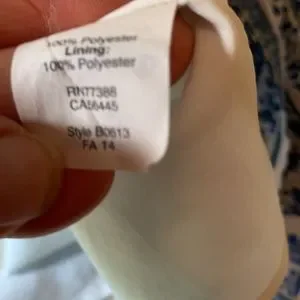 100% Polyester
Lining:
100% Polyester
RN77388
CA56445
Style B0613
FA 14